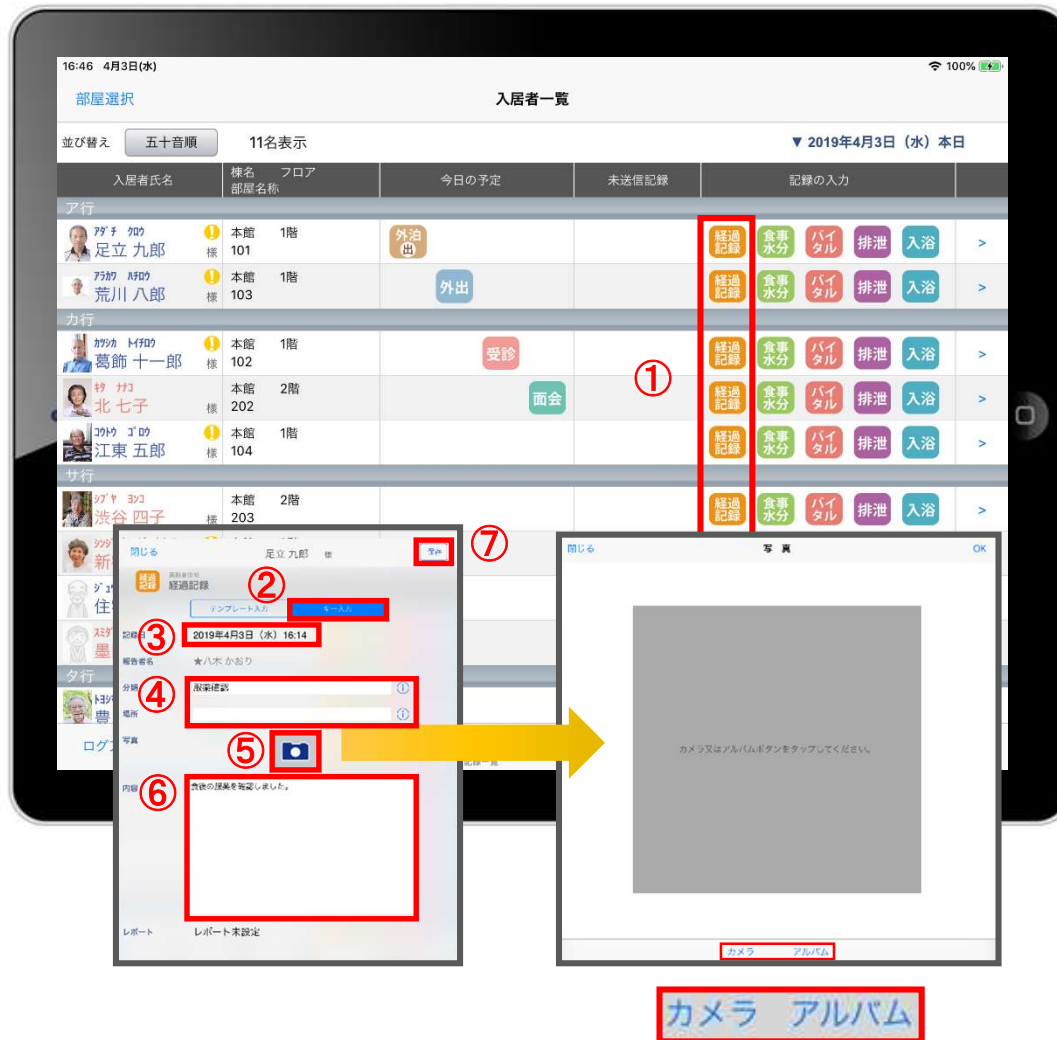 16:46 4月3日(水)
100%
部屋選択
入居者一覧
並び替え 五十音順 11名表示
▼ 2019年4月3日（水）本日
入居者氏名 棟名 フロア 部屋名称 今日の予定 未送信記録 記録の入力
ア行
アダチ クロウ
足立 九郎 様 本館 1階 101 外泊 出 経過記録 食事水分 バイタル 排泄 入浴 >
アラカワ ハチロウ
荒川 八郎 様 本館 1階 103 外出 経過記録 食事水分 バイタル 排泄 入浴 >
カ行
カツシカ トイチロウ
葛飾 十一郎 様 本館 1階 102 受診 経過記録 食事水分 バイタル 排泄 入浴 >
キタ ナナコ
北 七子 様 本館 2階 202 面会 経過記録 食事水分 バイタル 排泄 入浴 >
①
コウトウ ゴロウ
江東 五郎 様 本館 1階 104 経過記録 食事水分 バイタル 排泄 入浴 >
サ行
シブヤ ヨンコ
渋谷 四子 様 本館 2階 203 経過記録 食事水分 バイタル 排泄 入浴 >
新
住
墨
タ行
豊
ログ
閉じる 足立 九郎 様 保存 ⑦
経過記録
経過記録
②
テンプレート入力 キー入力
記録日 ③ 2019年4月3日（水）16:14
報告者名 ★八木 かおり
分類 ④ 服薬確認
場所
写真 ⑤
内容 ⑥ 食後の服薬を確認しました。
レポート レポート未設定
閉じる 写真 OK
カメラ又はアルバムボタンをタップしてください。
カメラ アルバム
カメラ アルバム